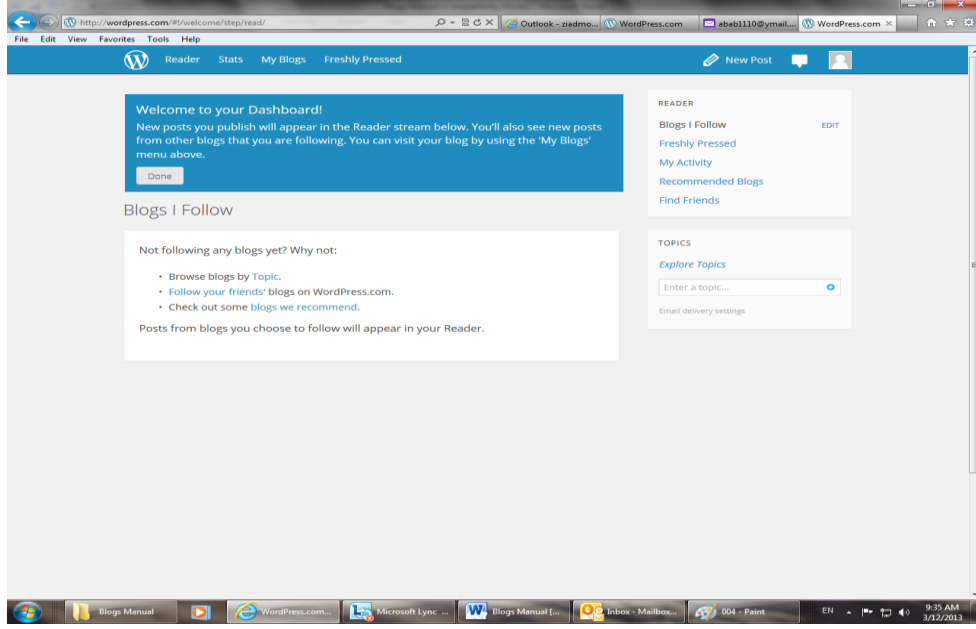 http://wordpress.com/#!/welcome/step/read/
Outlook - ziadmo...
WordPress.com
abab1110@ymail....
WordPress.com
File Edit View Favorites Tools Help
Reader Stats My Blogs Freshly Pressed
New Post
Welcome to your Dashboard!
New posts you publish will appear in the Reader stream below. You'll also see new posts
from other blogs that you are following. You can visit your blog by using the 'My Blogs'
menu above.
Done
Blogs I Follow
Not following any blogs yet? Why not:
• Browse blogs by Topic.
• Follow your friends' blogs on WordPress.com.
• Check out some blogs we recommend.
Posts from blogs you choose to follow will appear in your Reader.
READER
Blogs I Follow EDIT
Freshly Pressed
My Activity
Recommended Blogs
Find Friends
TOPICS
Explore Topics
Enter a topic...
Email delivery settings
Blogs Manual
WordPress.com...
Microsoft Lync ...
Blogs Manual [...
Inbox - Mailbox...
004 - Paint
EN
9:35 AM
3/12/2013